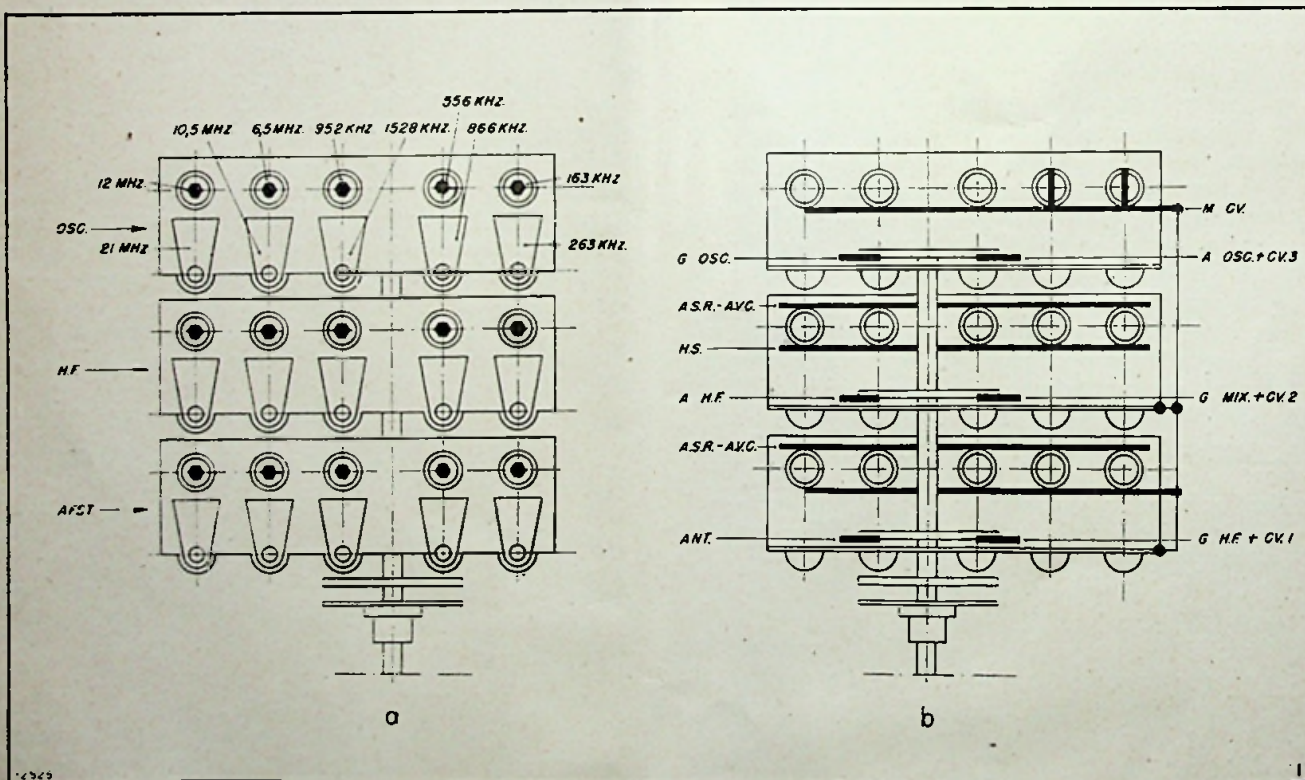 556 KHZ.
10,5 MHZ 6,5 MHZ. 952 KHZ 1528 KHZ. 866 KHZ.
12 MHZ. 163 KHZ
OSC.
21 MHZ 263 KHZ.
H.F.
AFST
a
M CV.
G OSC. A OSC.+CV.3
A.S.R.-A.V.C.
H.S.
A H.F. G MIX.+CV.2
A.S.R.-A.V.C.
ANT. G H.F. + CV.1
b